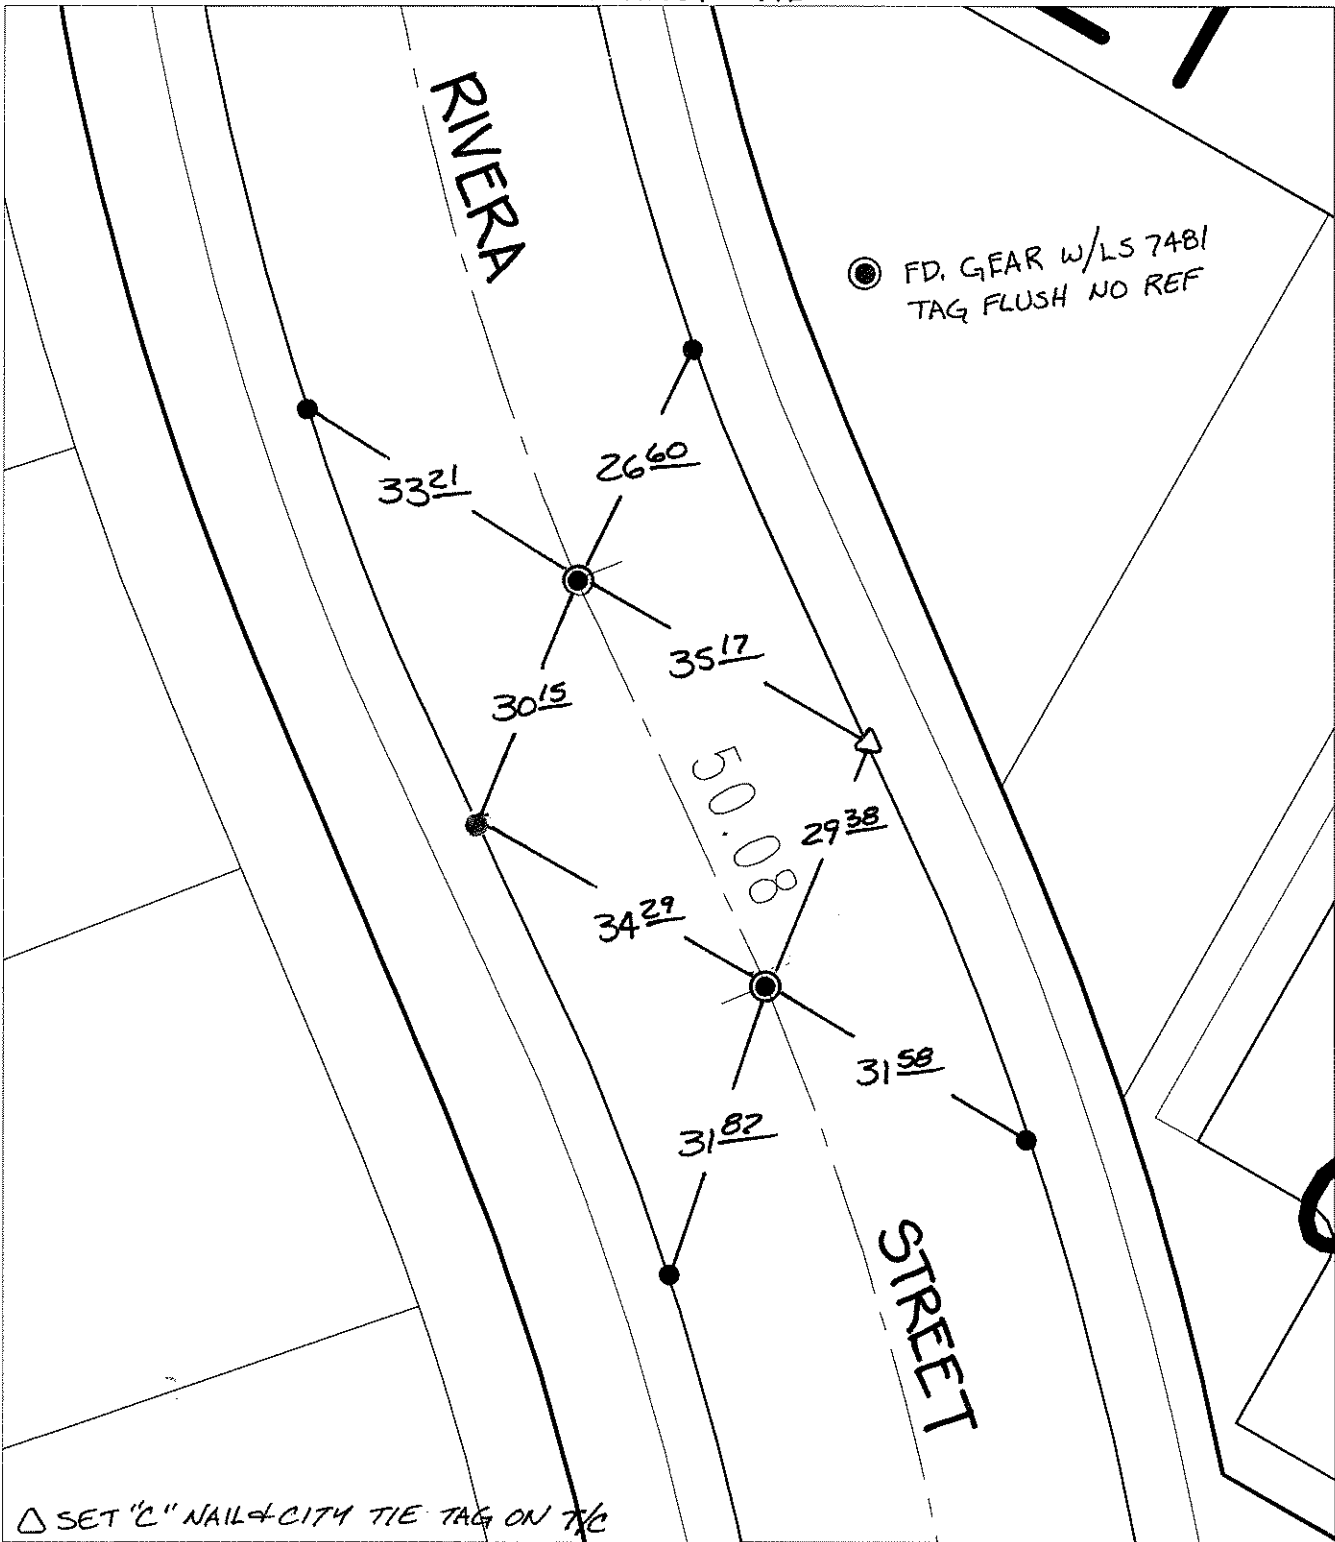 RIVERA
FD. GEAR W/LS 7481
TAG FLUSH NO REF
26 60
33 21
35 17
30 15
50.08
29 38
34 29
31 58
31 82
STREET
△ SET "C" NAIL & CITY TIE TAG ON T/C